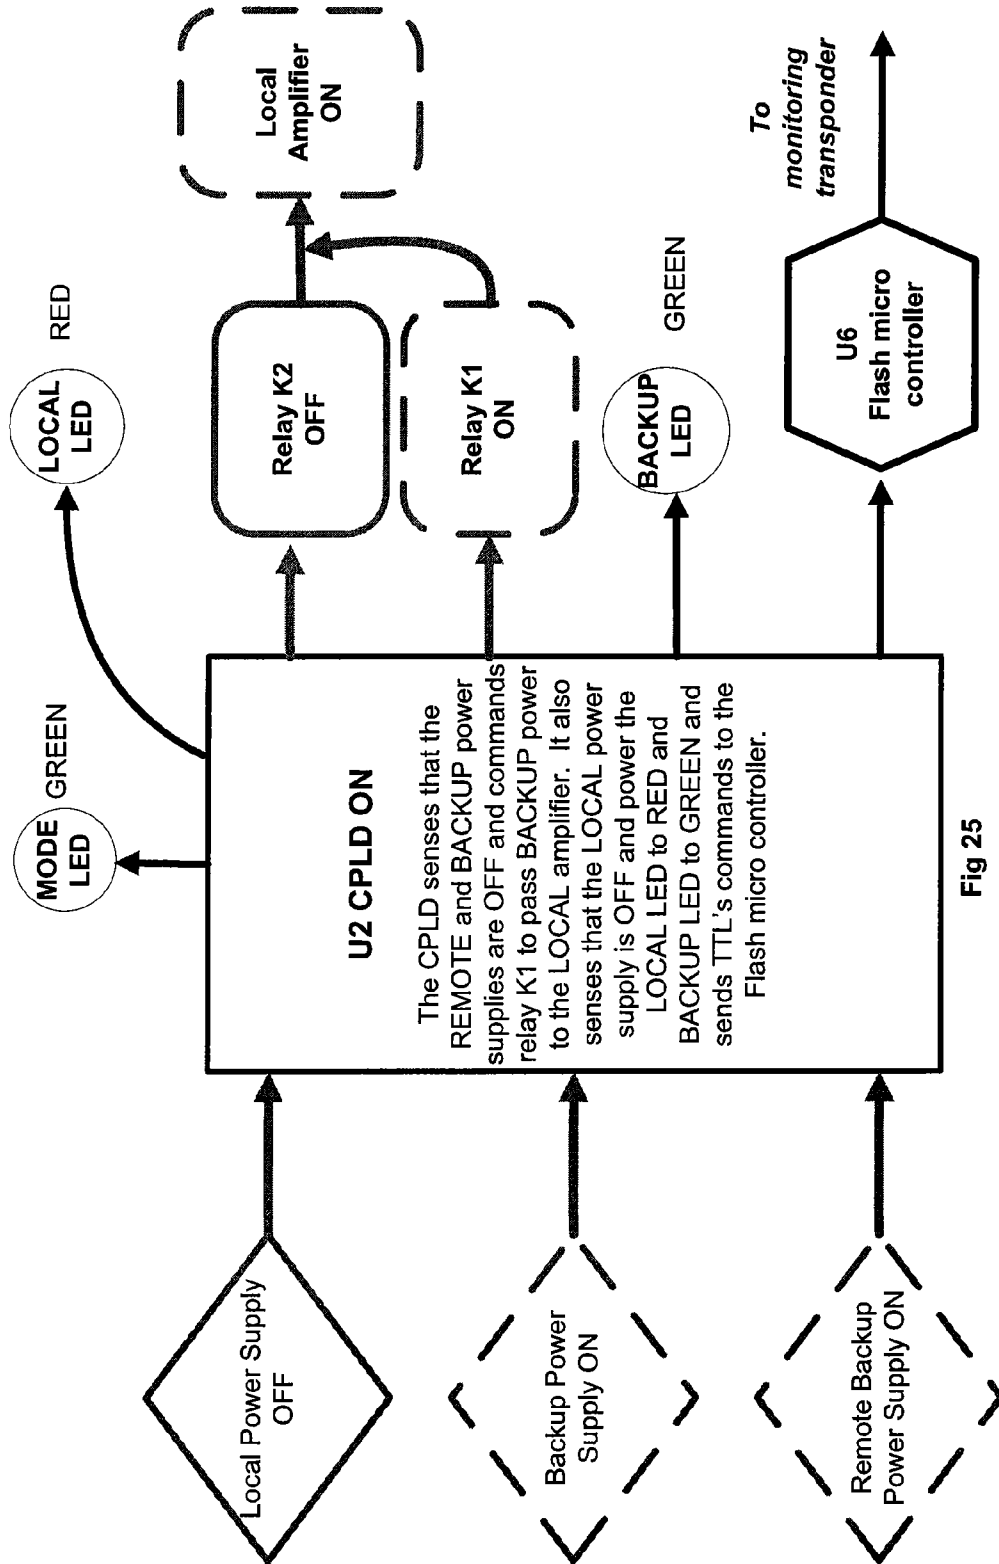 Local Power Supply
OFF
Backup Power
Supply ON
Remote Backup
Power Supply ON
U2 CPLD ON
The CPLD senses that the
REMOTE and BACKUP power
supplies are OFF and commands
relay K1 to pass BACKUP power
to the LOCAL amplifier. It also
senses that the LOCAL power
supply is OFF and power the
LOCAL LED to RED and
BACKUP LED to GREEN and
sends TTL's commands to the
Flash micro controller.
MODE
LED
GREEN
LOCAL
LED
RED
Relay K2
OFF
Relay K1
ON
Local
Amplifier
ON
BACKUP
LED
GREEN
U6
Flash micro
controller
To
monitoring
transponder
Fig 25